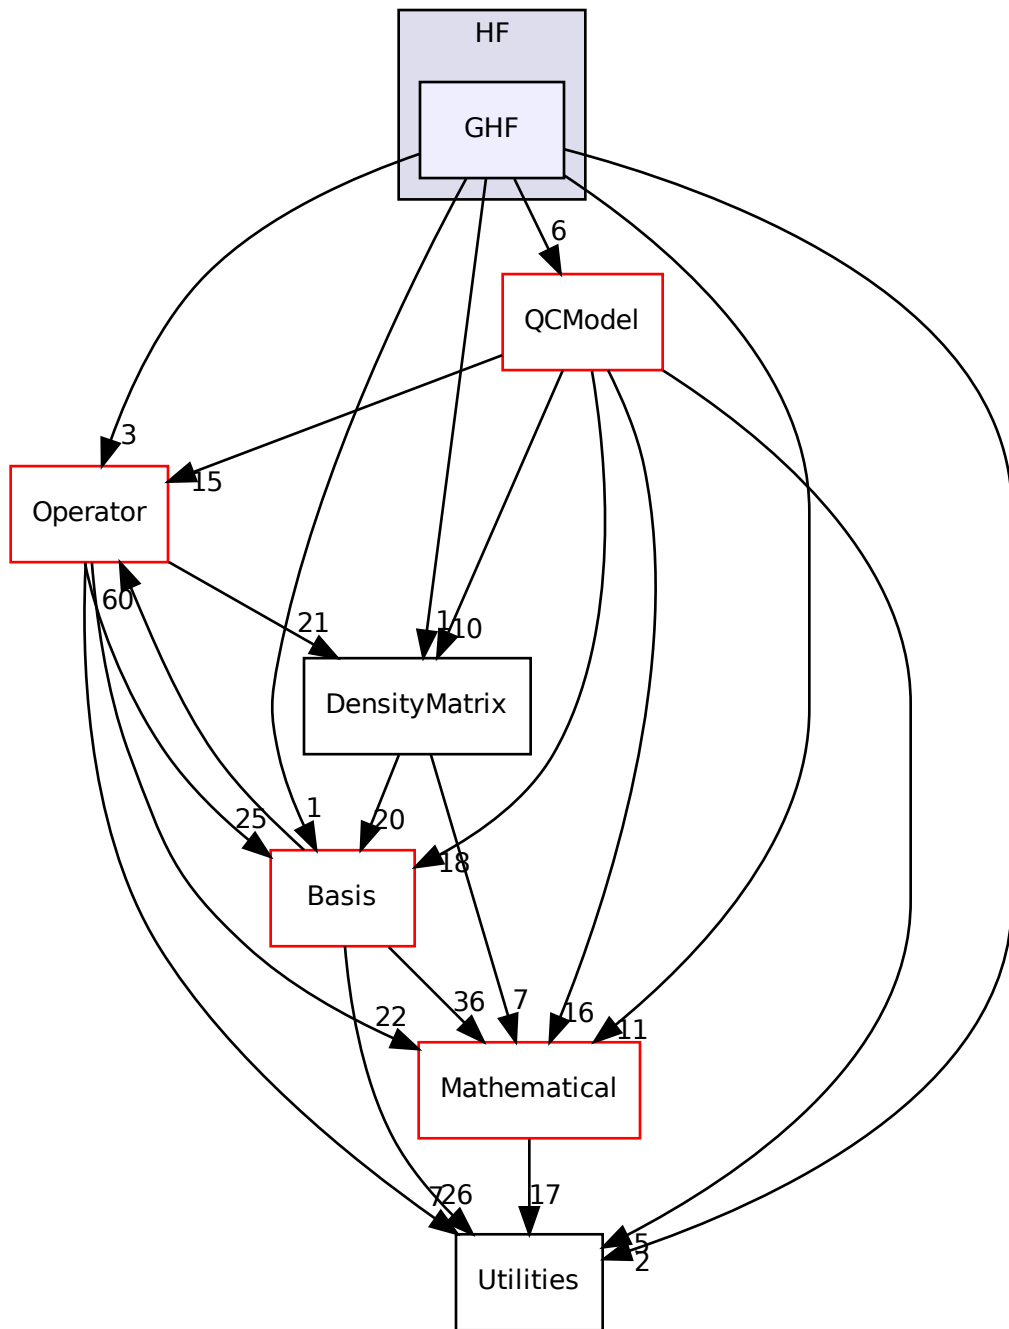 HF
GHF
6
QCModel
3
15
Operator
60
21
1
10
DensityMatrix
25
1
20
18
Basis
22
36
7
16
11
Mathematical
7
26
17
5
2
Utilities